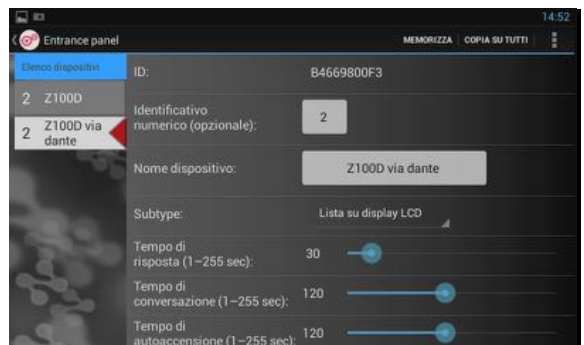 14:52
Entrance panel
MEMORIZZA
COPIA SU TUTTI
Elenco dispositivi
2 Z100D
2 Z100D via
dante
ID:
B4669800F3
Identificativo
numerico (opzionale):
2
Nome dispositivo:
Z100D via dante
Subtype:
Lista su display LCD
Tempo di
risposta (1–255 sec):
30
Tempo di
conversazione (1–255 sec):
120
Tempo di
autoaccensione (1–255 sec):
120